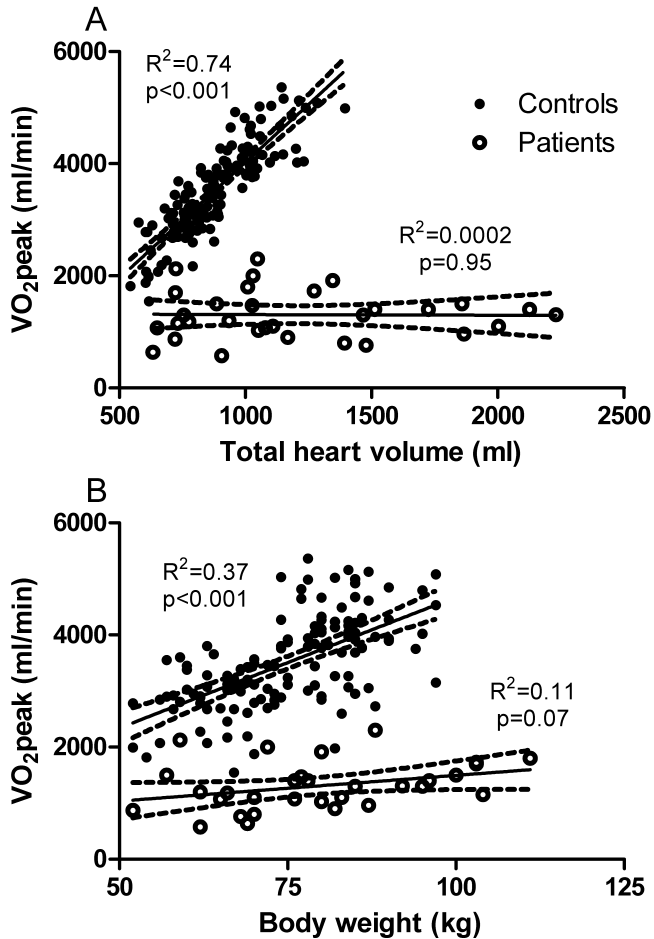 A
6000
4000
2000
0
VO2peak (ml/min)
R2=0.74
p<0.001
Controls
Patients
R2=0.0002
p=0.95
500 1000 1500 2000 2500
Total heart volume (ml)
B
6000
4000
2000
0
VO2peak (ml/min)
R2=0.37
p<0.001
R2=0.11
p=0.07
50 75 100 125
Body weight (kg)